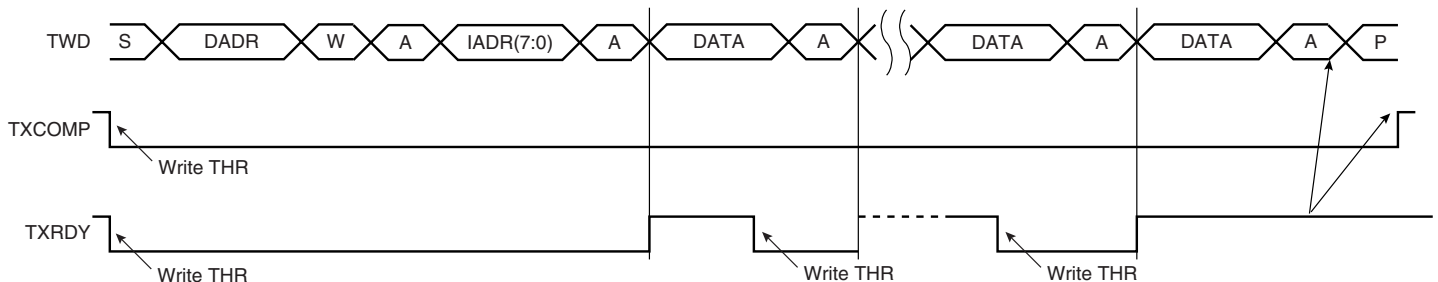 TWD S DADR W A IADR(7:0) A DATA A DATA A DATA A P
TXCOMP
Write THR
TXRDY
Write THR Write THR Write THR